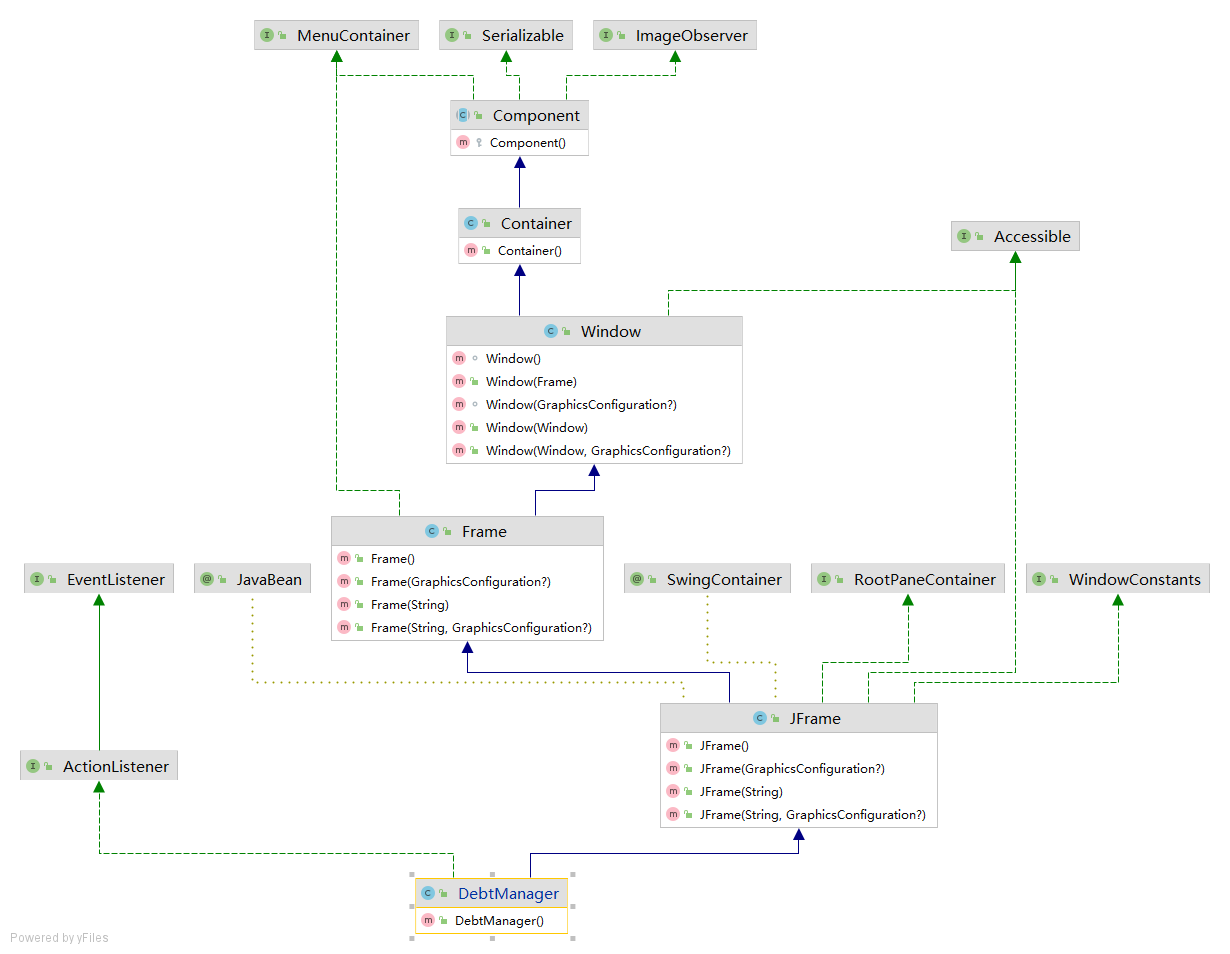 MenuContainer
Serializable
ImageObserver
Component
Component()
Container
Container()
Accessible
Window
Window()
Window(Frame)
Window(GraphicsConfiguration?)
Window(Window)
Window(Window, GraphicsConfiguration?)
Frame
Frame()
Frame(GraphicsConfiguration?)
Frame(String)
Frame(String, GraphicsConfiguration?)
EventListener
JavaBean
SwingContainer
RootPaneContainer
WindowConstants
JFrame
JFrame()
JFrame(GraphicsConfiguration?)
JFrame(String)
JFrame(String, GraphicsConfiguration?)
ActionListener
DebtManager
DebtManager()
Powered by yFiles